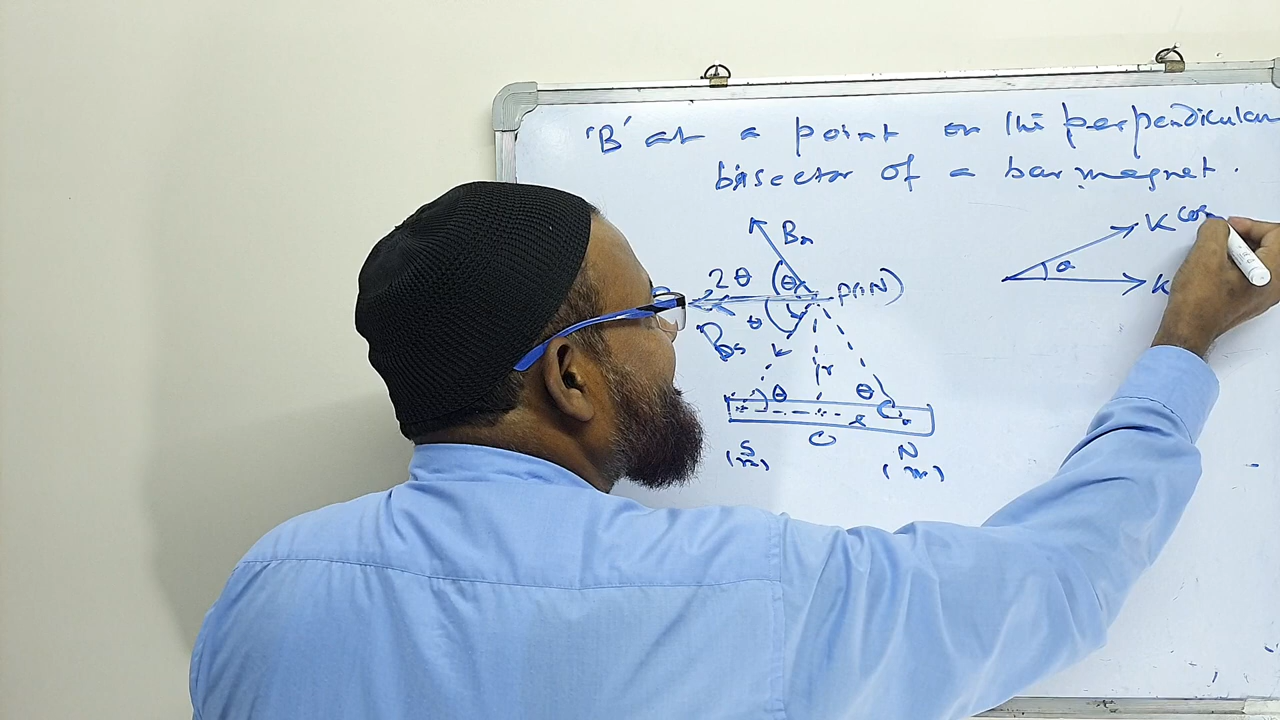 'B' at a point on the perpendicular
bisector of a bar magnet.
K cos
K
θ
Bn
2θ
θ
P(1N)
θ
Bs
r
θ
θ
O
S
N
(m)
(m)